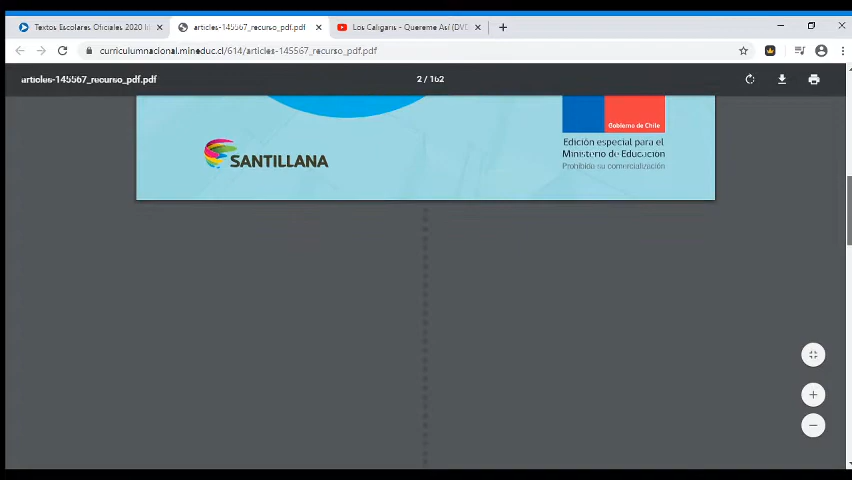 Textos Escolares Oficiales 2020 I
articles-145567_recurso_pdf.pdf
Los Caligaris - Quereme Así (DVD
curriculumnacional.mineduc.cl/614/articles-145567_recurso_pdf.pdf
articles-145567_recurso_pdf.pdf
2 / 162
SANTILLANA
Gobierno de Chile
Edición especial para el
Ministerio de Educación
Prohibida su comercialización